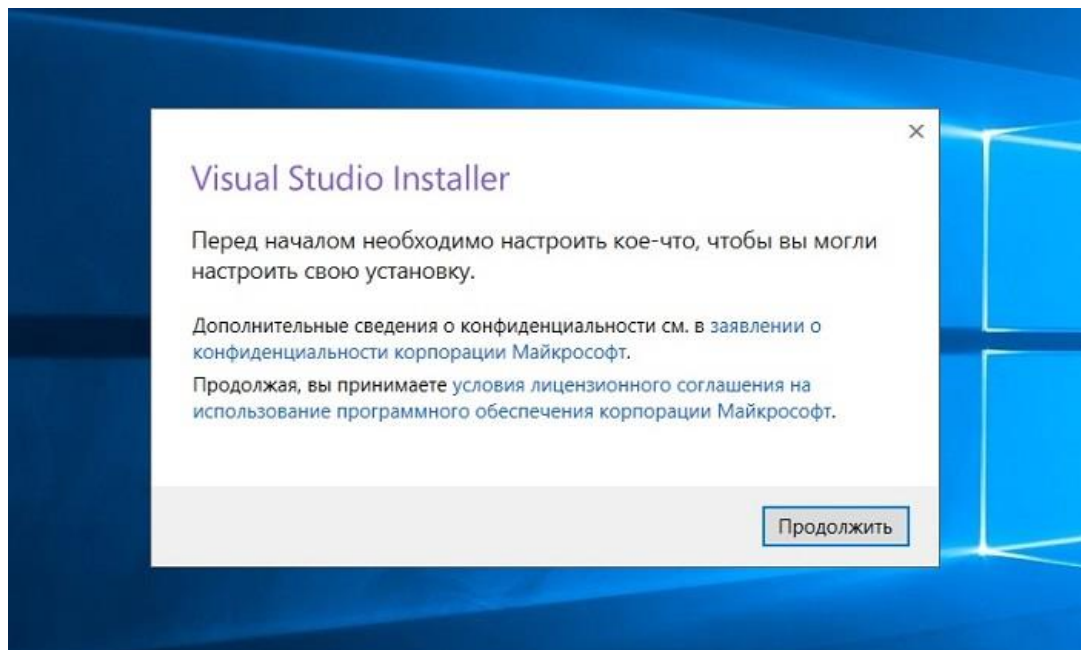 Visual Studio Installer
Перед началом необходимо настроить кое-что, чтобы вы могли
настроить свою установку.
Дополнительные сведения о конфиденциальности см. в заявлении о
конфиденциальности корпорации Майкрософт.
Продолжая, вы принимаете условия лицензионного соглашения на
использование программного обеспечения корпорации Майкрософт.
Продолжить